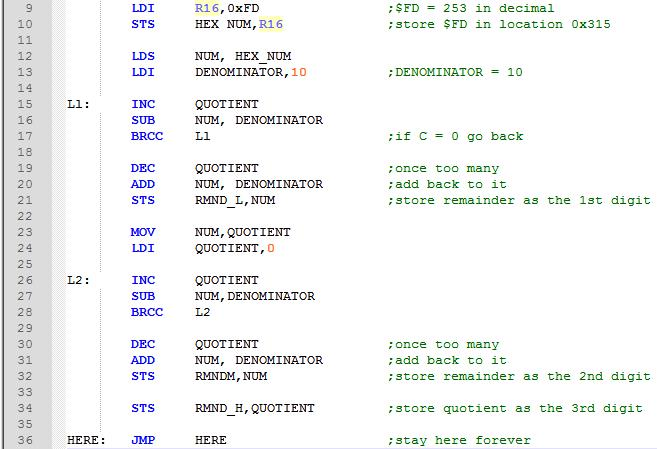 9 LDI R16,0xFD ;$FD = 253 in decimal
10 STS HEX NUM,R16 ;store $FD in location 0x315
11
12 LDS NUM, HEX_NUM
13 LDI DENOMINATOR,10 ;DENOMINATOR = 10
14
15 L1: INC QUOTIENT
16 SUB NUM, DENOMINATOR
17 BRCC L1 ;if C = 0 go back
18
19 DEC QUOTIENT ;once too many
20 ADD NUM, DENOMINATOR ;add back to it
21 STS RMND_L,NUM ;store remainder as the 1st digit
22
23 MOV NUM,QUOTIENT
24 LDI QUOTIENT,0
25
26 L2: INC QUOTIENT
27 SUB NUM,DENOMINATOR
28 BRCC L2
29
30 DEC QUOTIENT ;once too many
31 ADD NUM, DENOMINATOR ;add back to it
32 STS RMNDM,NUM ;store remainder as the 2nd digit
33
34 STS RMND_H,QUOTIENT ;store quotient as the 3rd digit
35
36 HERE: JMP HERE ;stay here forever